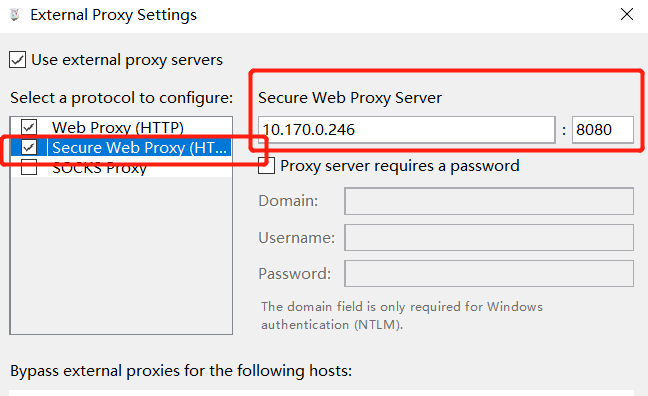 External Proxy Settings
Use external proxy servers
Select a protocol to configure:
Web Proxy (HTTP)
Secure Web Proxy (HT...
SOCKS Proxy
Secure Web Proxy Server
10.170.0.246 : 8080
Proxy server requires a password
Domain:
Username:
Password:
The domain field is only required for Windows
authentication (NTLM).
Bypass external proxies for the following hosts: